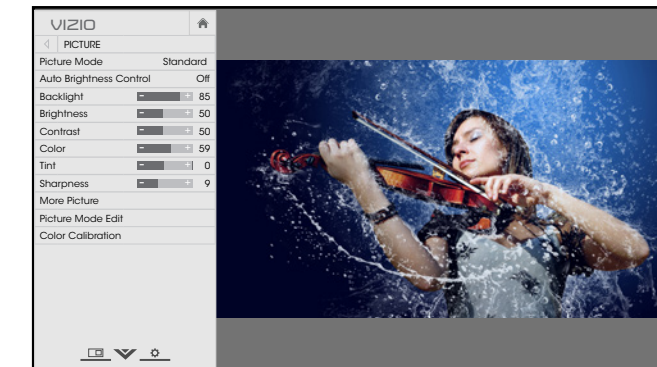 VIZIO
PICTURE
Picture Mode Standard
Auto Brightness Control Off
Backlight 85
Brightness 50
Contrast 50
Color 59
Tint 0
Sharpness 9
More Picture
Picture Mode Edit
Color Calibration